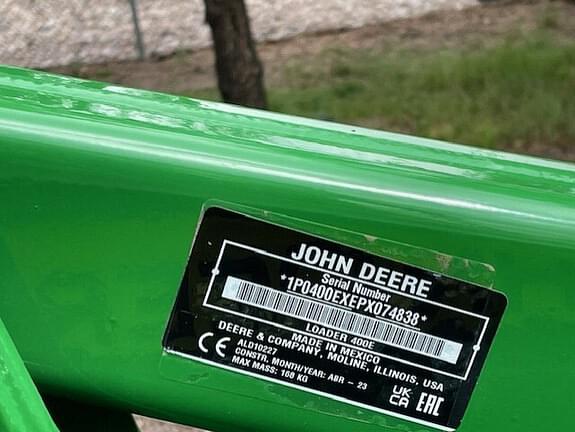 JOHN DEERE
Serial Number
*1P0400EXEPX074838*
LOADER 400E
MADE IN MEXICO
DEERE & COMPANY, MOLINE, ILLINOIS, USA
ALD10227
CONSTR. MONTH/YEAR: ABR - 23
MAX MASS: 168 KG
CE
UK
CA
EAC